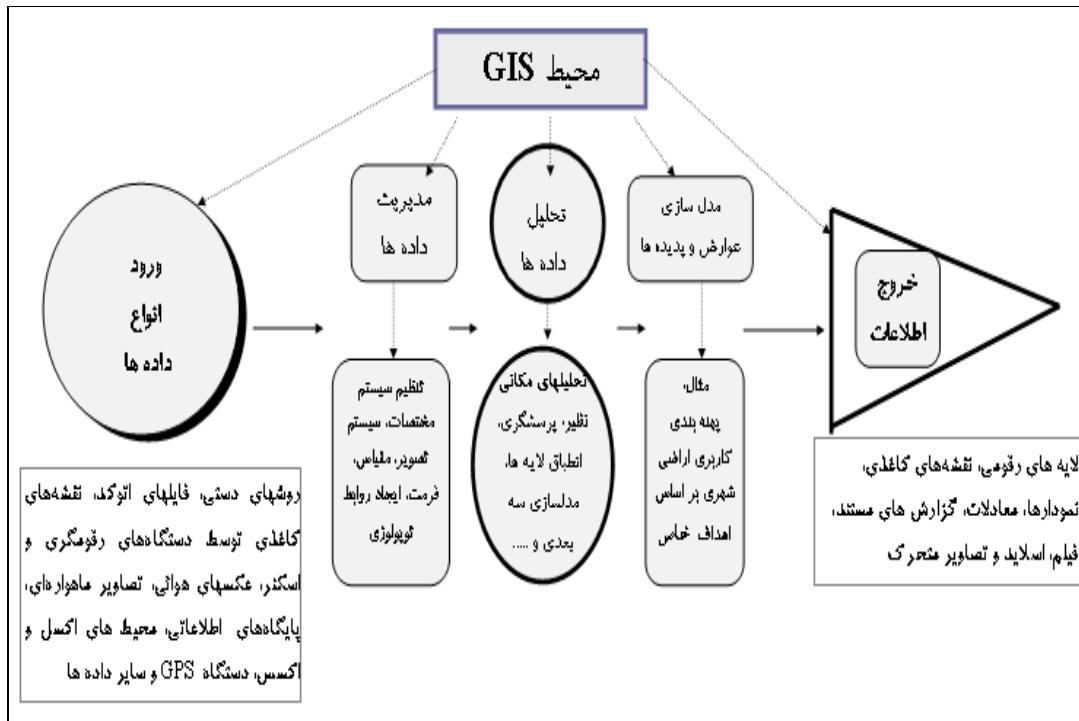 محیط GIS
ورود
انواع
داده ها
مدیریت
داده ها
تحلیل
داده ها
مدل سازی
عوارض و پدیده ها
خروج
اطلاعات
تنظیم سیستم
مختصات، سیستم
تصویر، مقیاس،
فرمت، ایجاد روابط
توپولوژی
تحلیلهای مکانی
نظیر، پرسشگری،
انطباق لایه ها،
مدلسازی سه
بعدی و .....
مثال،
پهنه بندی
کاربری اراضی
شهری بر اساس
اهداف خاص
روشهای دستی، فایلهای اتوکد، نقشه‌های
کاغذی توسط دستگاه‌های رقومگری و
اسکنر، عکسهای هوائی، تصاویر ماهواره‌ای،
پایگاه‌های اطلاعاتی، محیط های اکسل و
اکسس، دستگاه GPS و سایر داده ها
لایه های رقومی، نقشه‌های کاغذی،
نمودارها، معادلات، گزارش های مستند،
فیلم، اسلاید و تصاویر متحرک